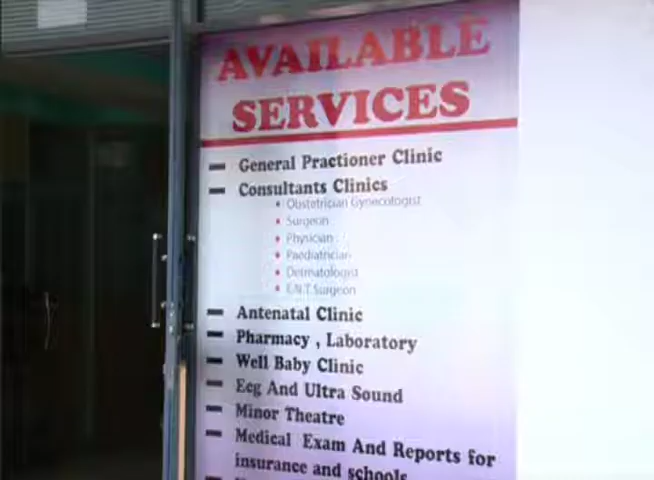 AVAILABLE
SERVICES
General Practioner Clinic
Consultants Clinics
Obstetrician Gynecologist
Surgeon
Physician
Paediatrician
Dermatologist
E.N.T Surgeon
Antenatal Clinic
Pharmacy , Laboratory
Well Baby Clinic
Ecg And Ultra Sound
Minor Theatre
Medical Exam And Reports for
insurance and schools